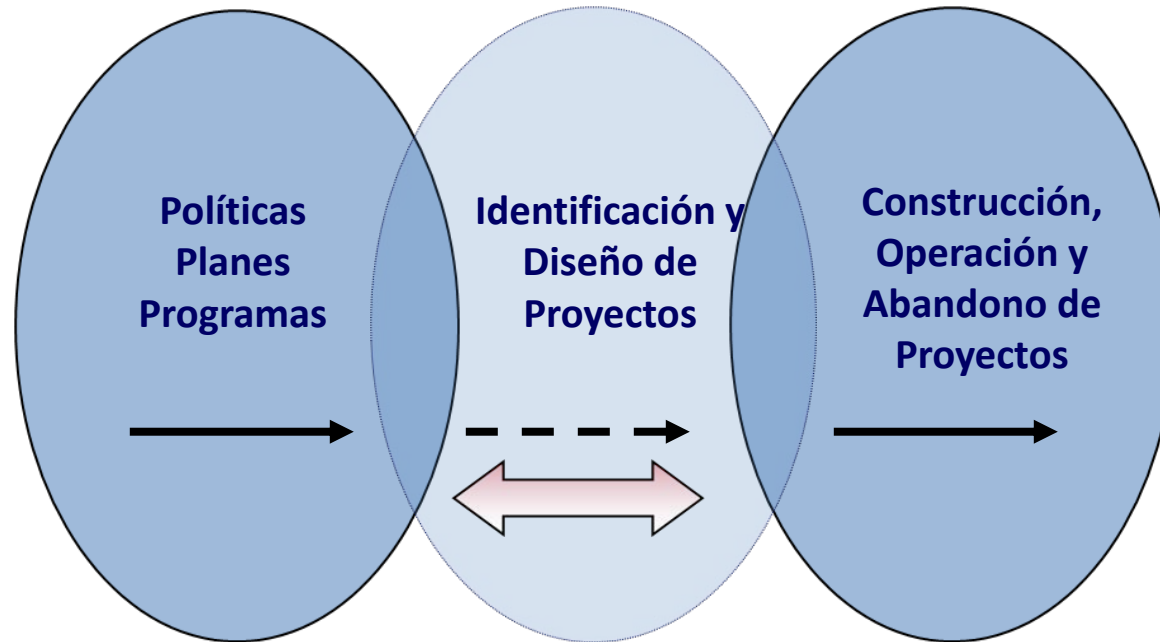 Políticas
Planes
Programas
Identificación y
Diseño de
Proyectos
Construcción,
Operación y
Abandono de
Proyectos